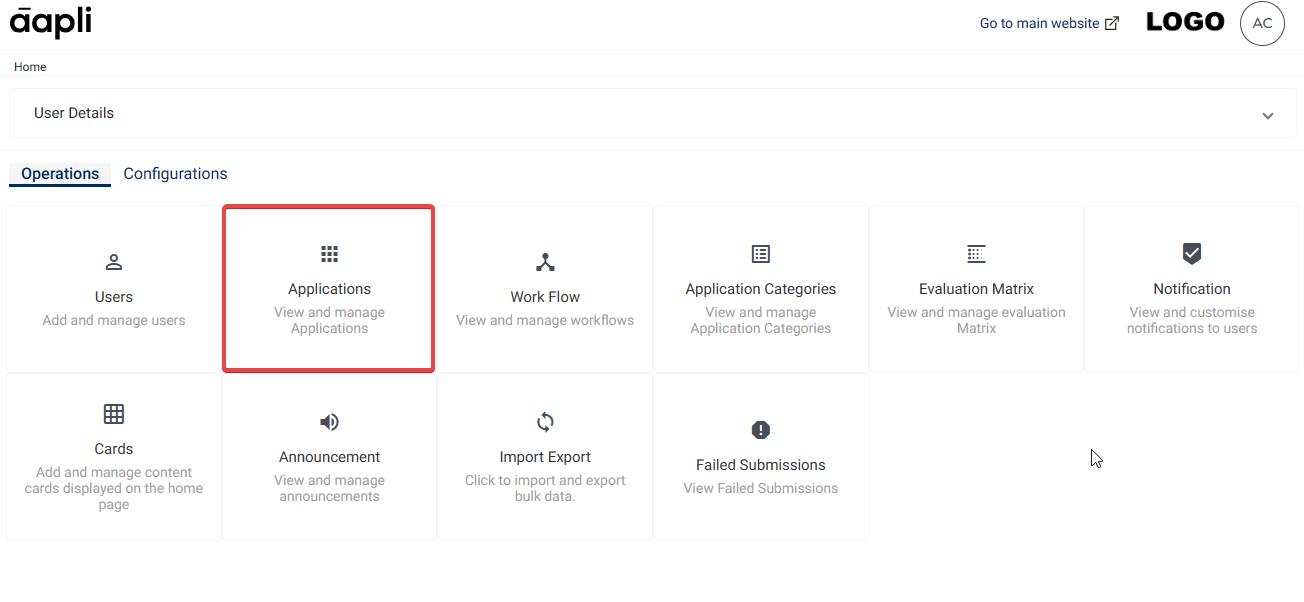 āapli
Go to main website
LOGO
AC
Home
User Details
Operations
Configurations
Users
Add and manage users
Applications
View and manage
Applications
Work Flow
View and manage workflows
Application Categories
View and manage
Application Categories
Evaluation Matrix
View and manage evaluation
Matrix
Notification
View and customise
notifications to users
Cards
Add and manage content
cards displayed on the home
page
Announcement
View and manage
announcements
Import Export
Click to import and export
bulk data.
Failed Submissions
View Failed Submissions